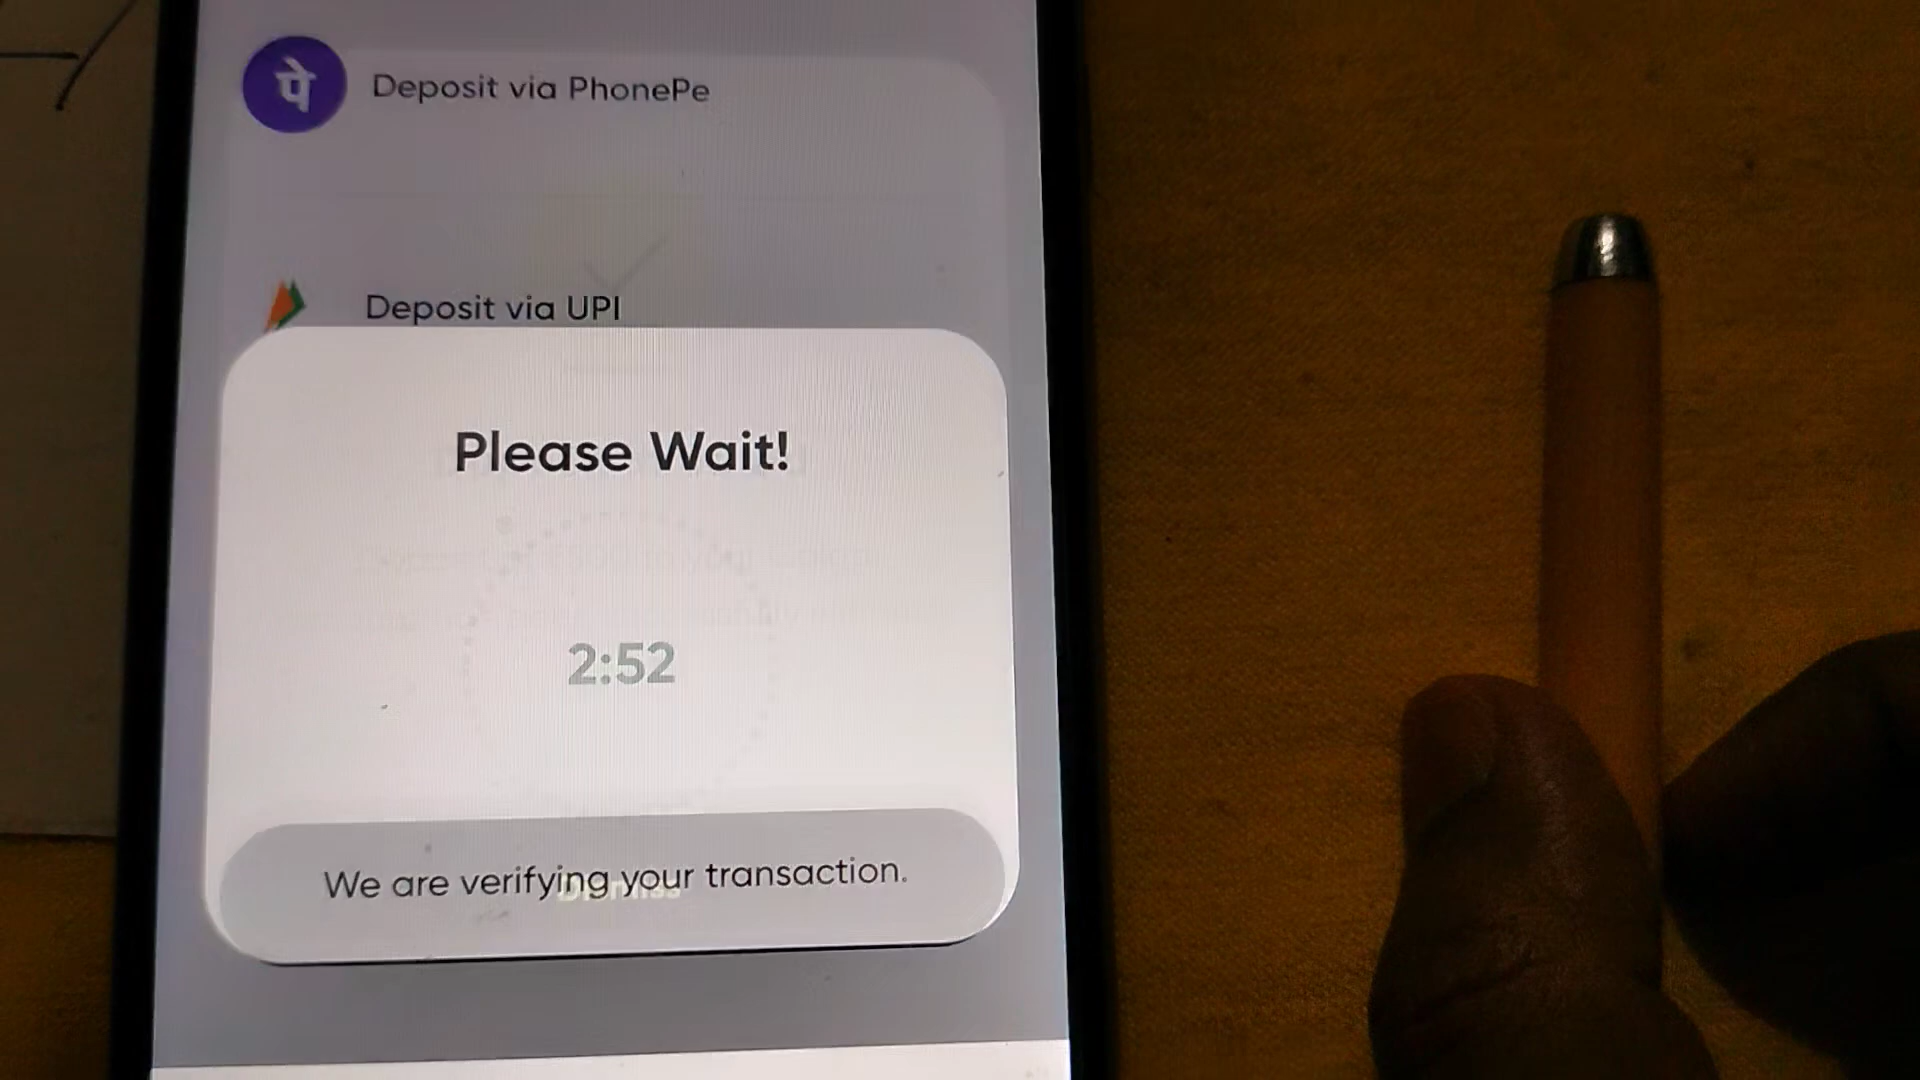 पे
Deposit via PhonePe
Deposit via UPI
Please Wait!
2:52
We are verifying your transaction.